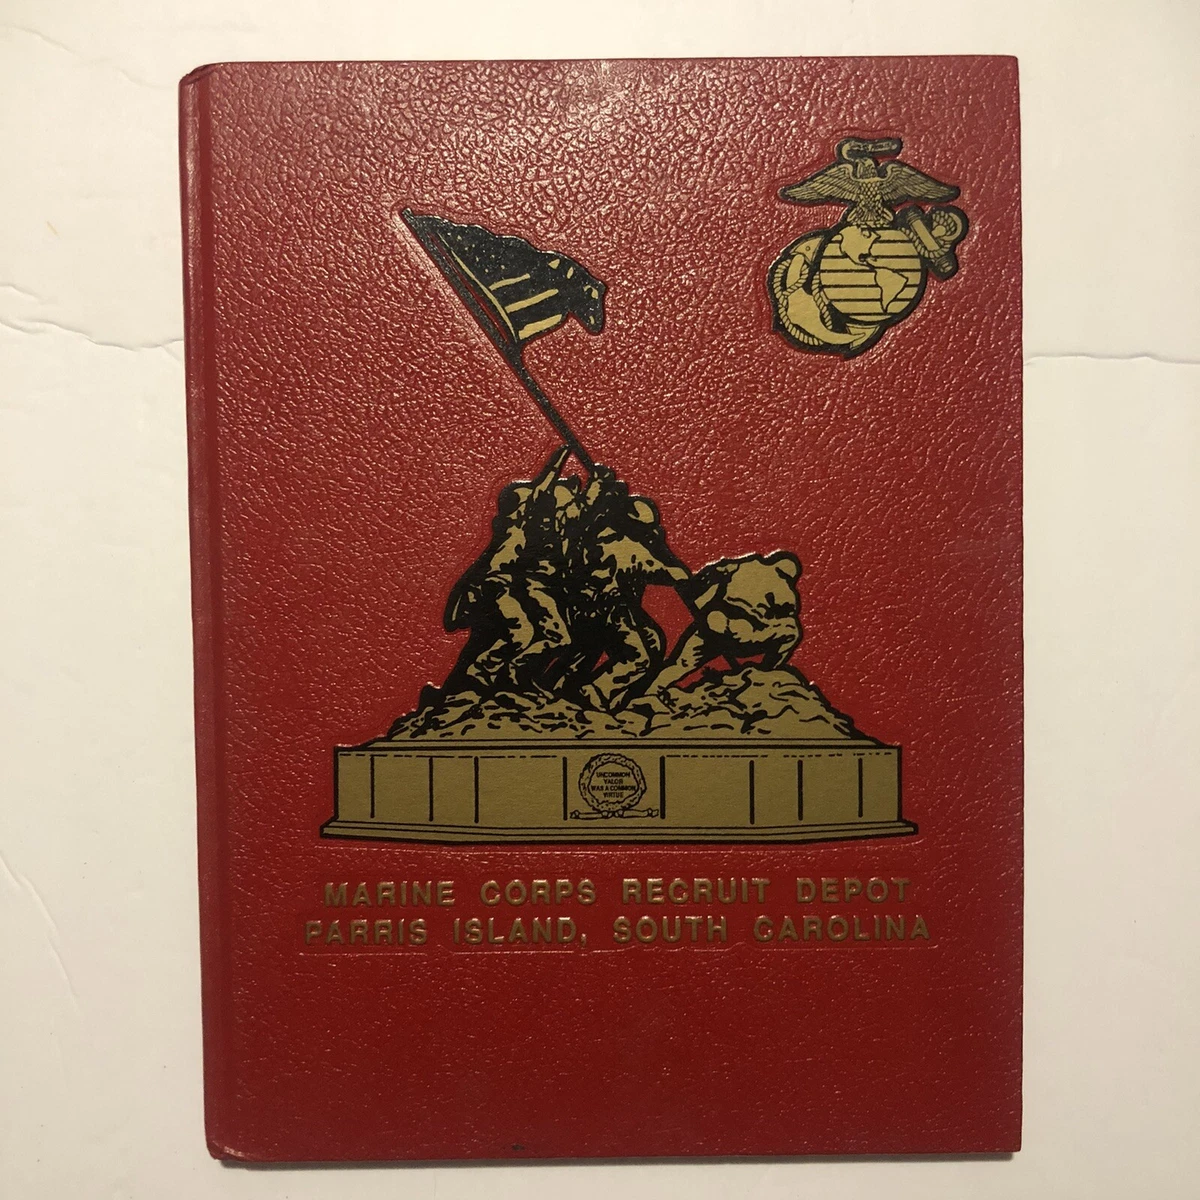 UNCOMMON
VALOR
WAS A COMMON
VIRTUE
MARINE CORPS RECRUIT DEPOT
PARRIS ISLAND, SOUTH CAROLINA